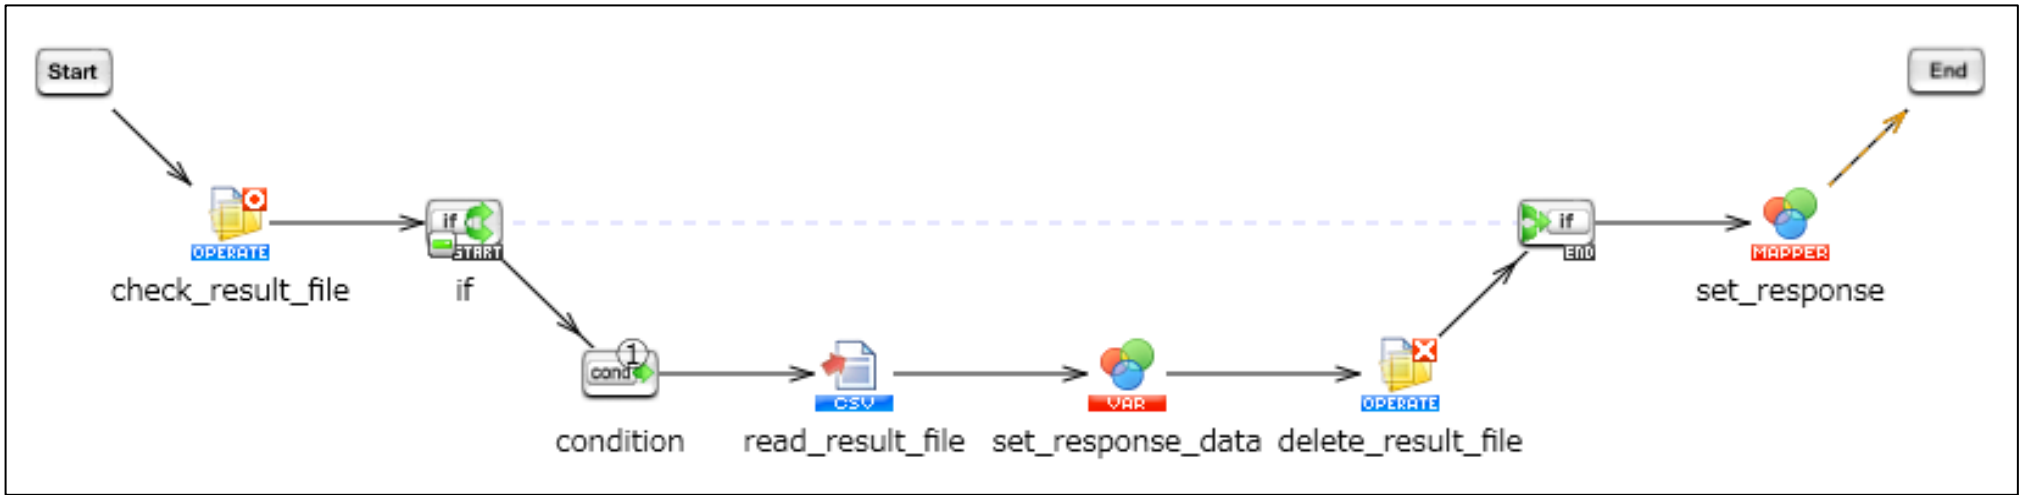 Start
End
if
if
OPERATE
START
END
MAPPER
check_result_file
if
set_response
1
cond
CSV
VAR
OPERATE
condition
read_result_file
set_response_data
delete_result_file